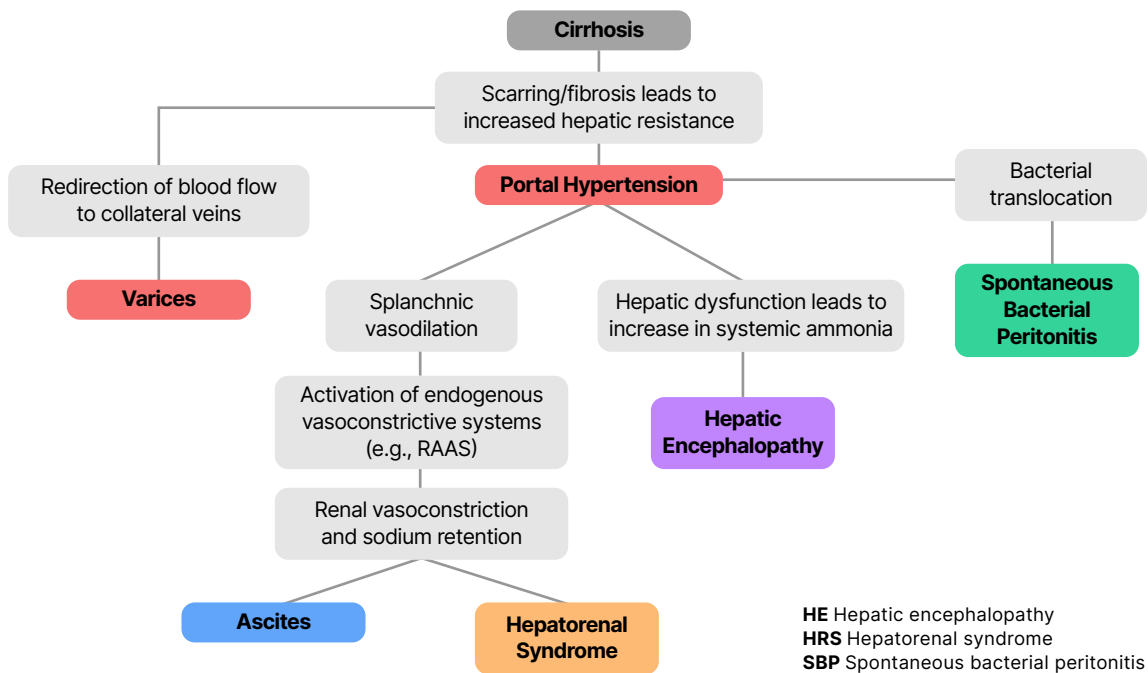 Cirrhosis
Scarring/fibrosis leads to
increased hepatic resistance
Redirection of blood flow
to collateral veins
Portal Hypertension
Bacterial
translocation
Varices
Splanchnic
vasodilation
Hepatic dysfunction leads to
increase in systemic ammonia
Spontaneous
Bacterial
Peritonitis
Activation of endogenous
vasoconstrictive systems
(e.g., RAAS)
Hepatic
Encephalopathy
Renal vasoconstriction
and sodium retention
Ascites
Hepatorenal
Syndrome
HE Hepatic encephalopathy
HRS Hepatorenal syndrome
SBP Spontaneous bacterial peritonitis